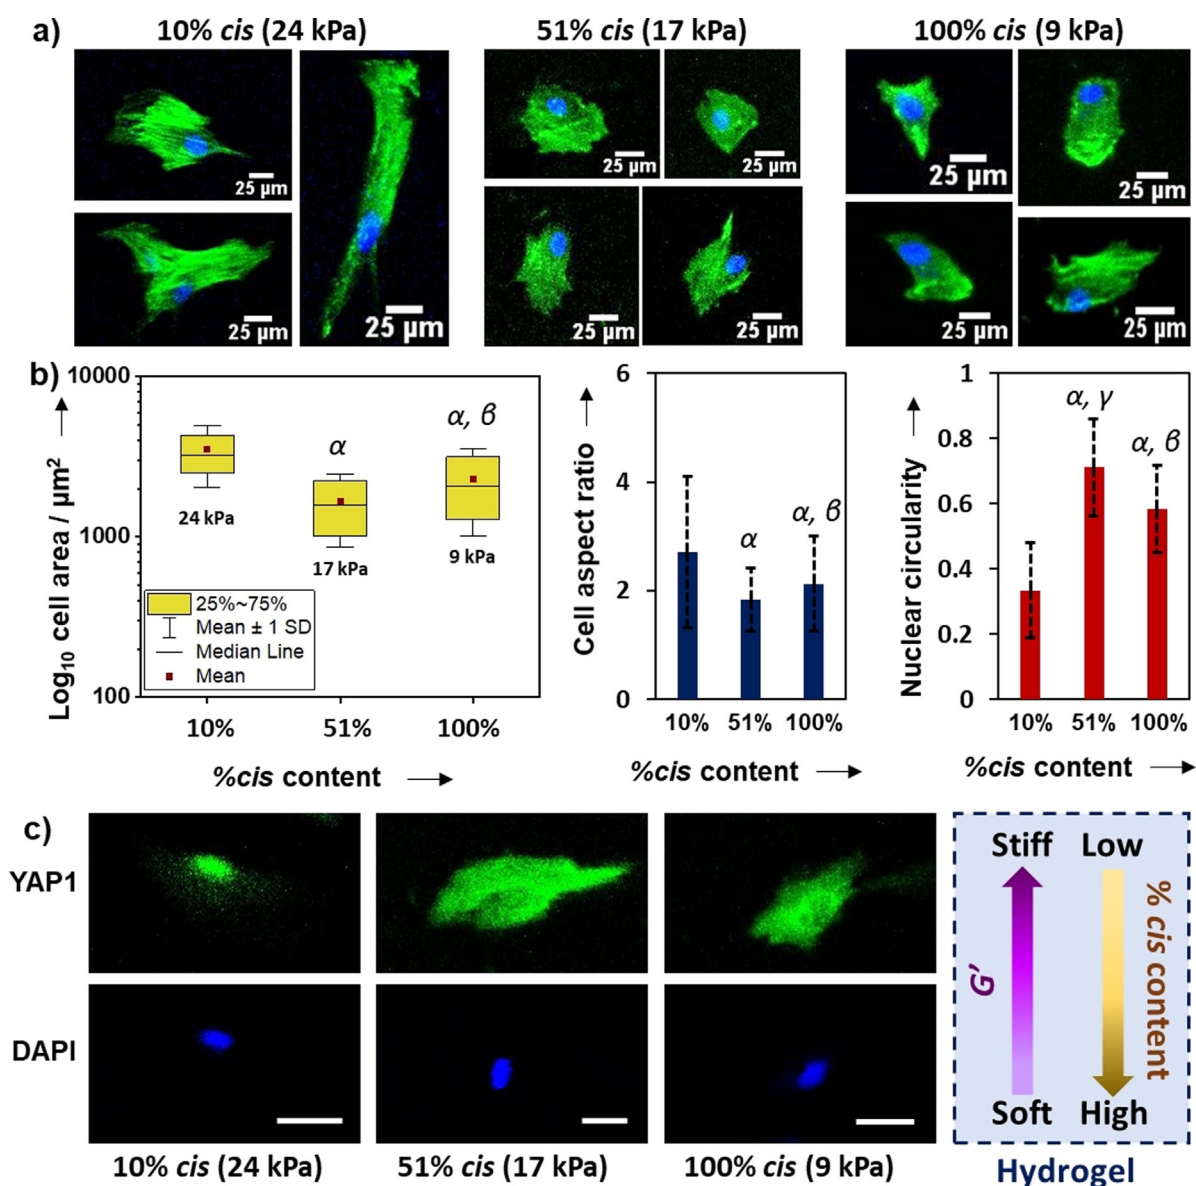 a)
10% cis (24 kPa)
51% cis (17 kPa)
100% cis (9 kPa)
25 µm
25 µm
25 µm
25 µm
25 µm
25 µm
25 µm
25 µm
25 µm
25 µm
25 µm
b)
Log10 cell area / µm²
10000
1000
100
24 kPa
α
17 kPa
α, β
9 kPa
25%~75%
Mean ± 1 SD
Median Line
Mean
10%
51%
100%
%cis content
Cell aspect ratio
6
4
2
0
α
α, β
10%
51%
100%
%cis content
Nuclear circularity
1
0.8
0.6
0.4
0.2
0
α, γ
α, β
10%
51%
100%
%cis content
c)
YAP1
DAPI
10% cis (24 kPa)
51% cis (17 kPa)
100% cis (9 kPa)
Stiff Low
G′
% cis content
Soft High
Hydrogel